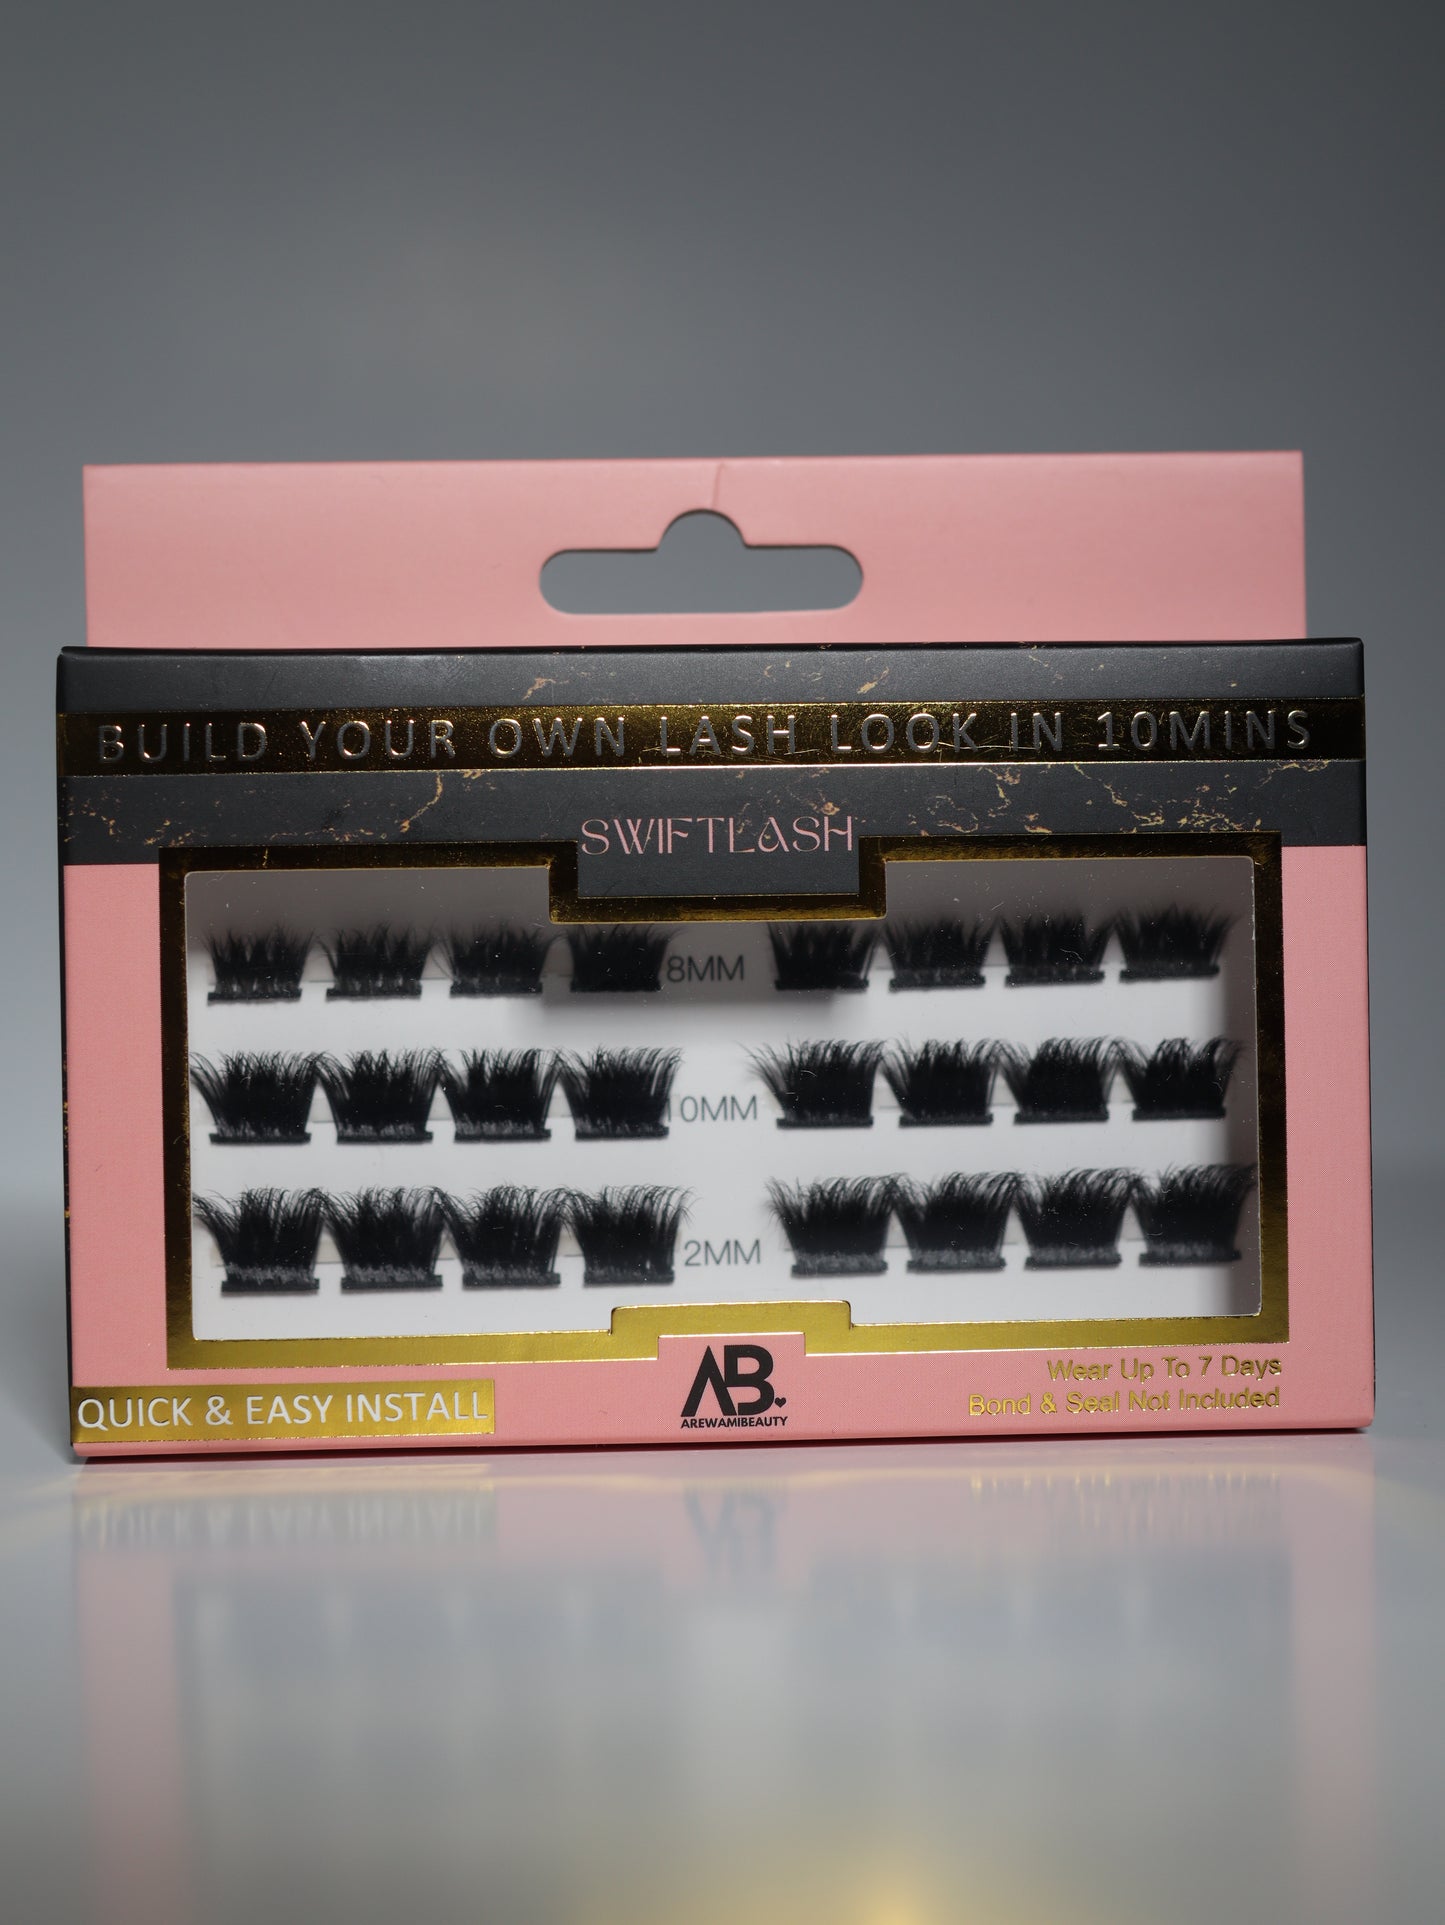 BUILD YOUR OWN LASH LOOK IN 10MINS
SWIFTLASH
8MM
0MM
2MM
AB
AREWAMIBEAUTY
Wear Up To 7 Days
Bond & Seal Not Included
QUICK & EASY INSTALL